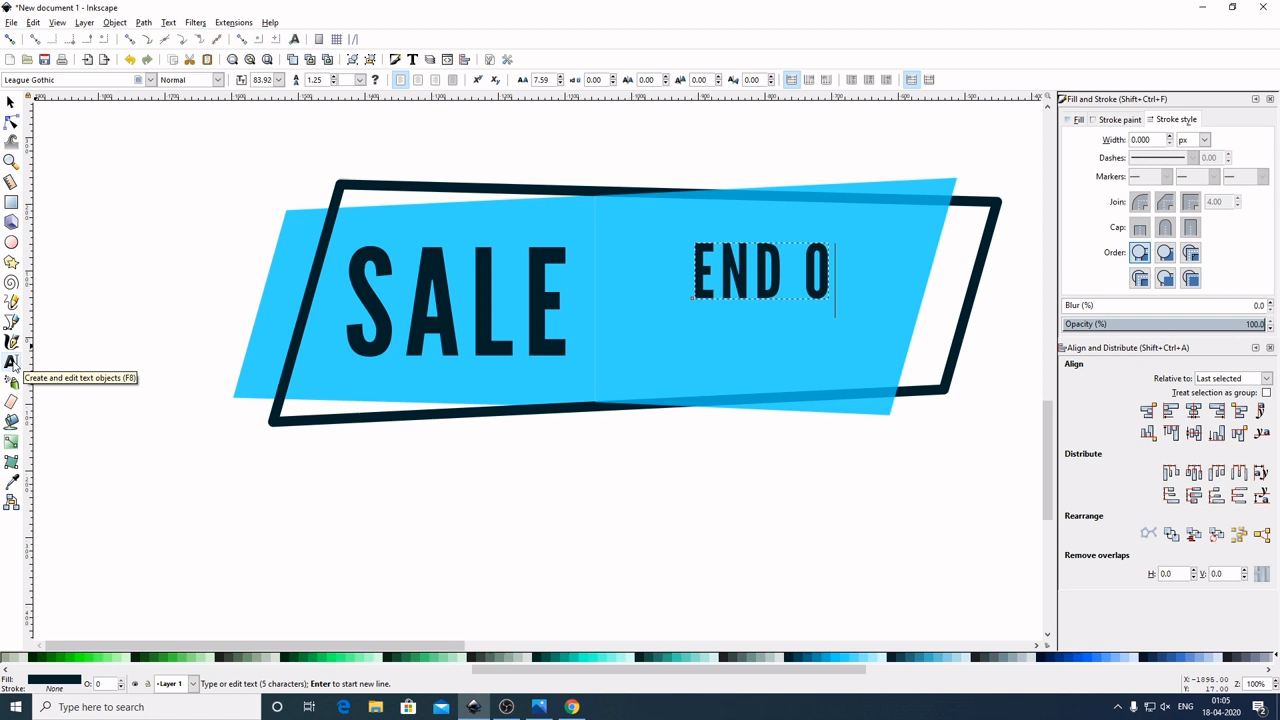 *New document 1 - Inkscape
File Edit View Layer Object Path Text Filters Extensions Help
League Gothic Normal 83.92 1.25 ? 7.59 0.00 0.00 0.00 0.00
Fill and Stroke (Shift+Ctrl+F)
Fill Stroke paint Stroke style
Width: 0.000 px
Dashes: 0.00
Markers:
Join: 4.00
Cap:
Order:
Blur (%) 0.0
Opacity (%) 100.0
Align and Distribute (Shift+Ctrl+A)
Align
Relative to: Last selected
Treat selection as group:
Distribute
Rearrange
Remove overlaps
H: 0.0 V: 0.0
SALE
END O
Create and edit text objects (F8)
Fill:
Stroke: None
O: 0
Layer 1
Type or edit text (5 characters); Enter to start new line.
X: -1895.00
Y: 17.00
Z: 100%
Type here to search
ENG
01:05
18-04-2020
2